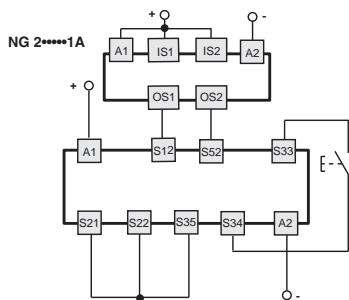 +
-
NG 2•••••1A
A1 IS1 IS2 A2
+
OS1 OS2
A1 S12 S52 S33
S21 S22 S35 S34 A2
-